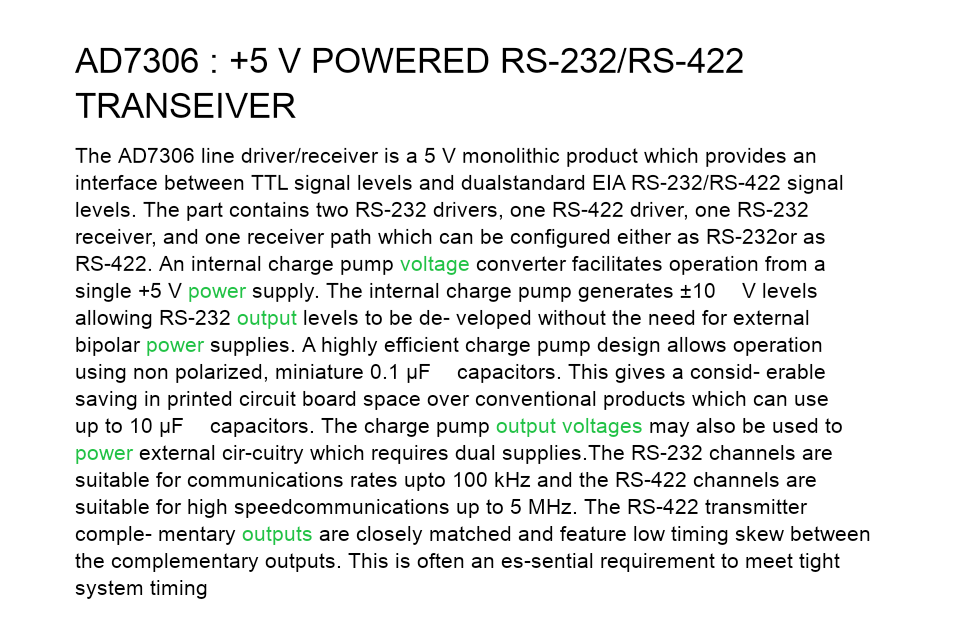 AD7306 : +5 V POWERED RS-232/RS-422
TRANSEIVER
The AD7306 line driver/receiver is a 5 V monolithic product which provides an
interface between TTL signal levels and dualstandard EIA RS-232/RS-422 signal
levels. The part contains two RS-232 drivers, one RS-422 driver, one RS-232
receiver, and one receiver path which can be configured either as RS-232or as
RS-422. An internal charge pump voltage converter facilitates operation from a
single +5 V power supply. The internal charge pump generates ±10    V levels
allowing RS-232 output levels to be de- veloped without the need for external
bipolar power supplies. A highly efficient charge pump design allows operation
using non polarized, miniature 0.1 µF    capacitors. This gives a consid- erable
saving in printed circuit board space over conventional products which can use
up to 10 µF    capacitors. The charge pump output voltages may also be used to
power external cir-cuitry which requires dual supplies.The RS-232 channels are
suitable for communications rates upto 100 kHz and the RS-422 channels are
suitable for high speedcommunications up to 5 MHz. The RS-422 transmitter
comple- mentary outputs are closely matched and feature low timing skew between
the complementary outputs. This is often an es-sential requirement to meet tight
system timing